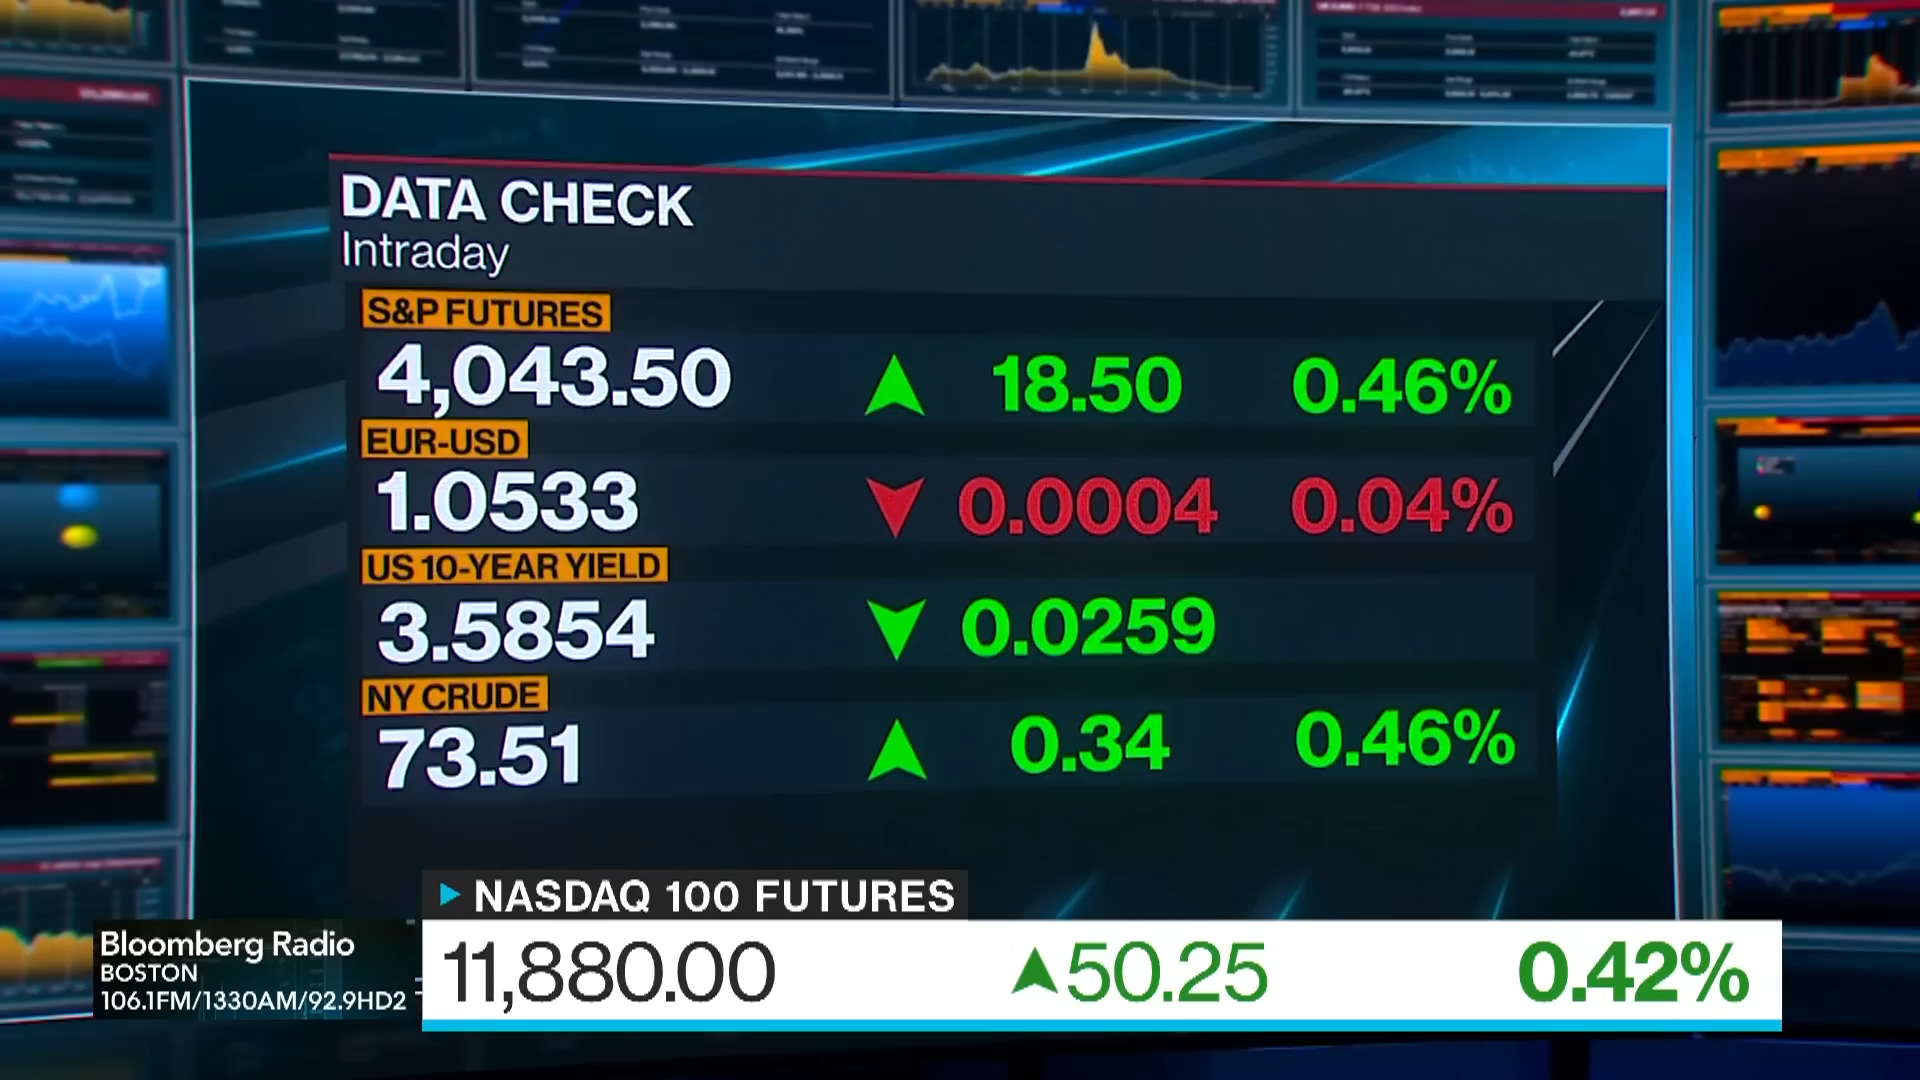 DATA CHECK
Intraday
S&P FUTURES
4,043.50 ▲ 18.50 0.46%
EUR-USD
1.0533 ▼ 0.0004 0.04%
US 10-YEAR YIELD
3.5854 ▼ 0.0259
NY CRUDE
73.51 ▲ 0.34 0.46%
NASDAQ 100 FUTURES
11,880.00 ▲50.25 0.42%
Bloomberg Radio
BOSTON
106.1FM/1330AM/92.9HD2